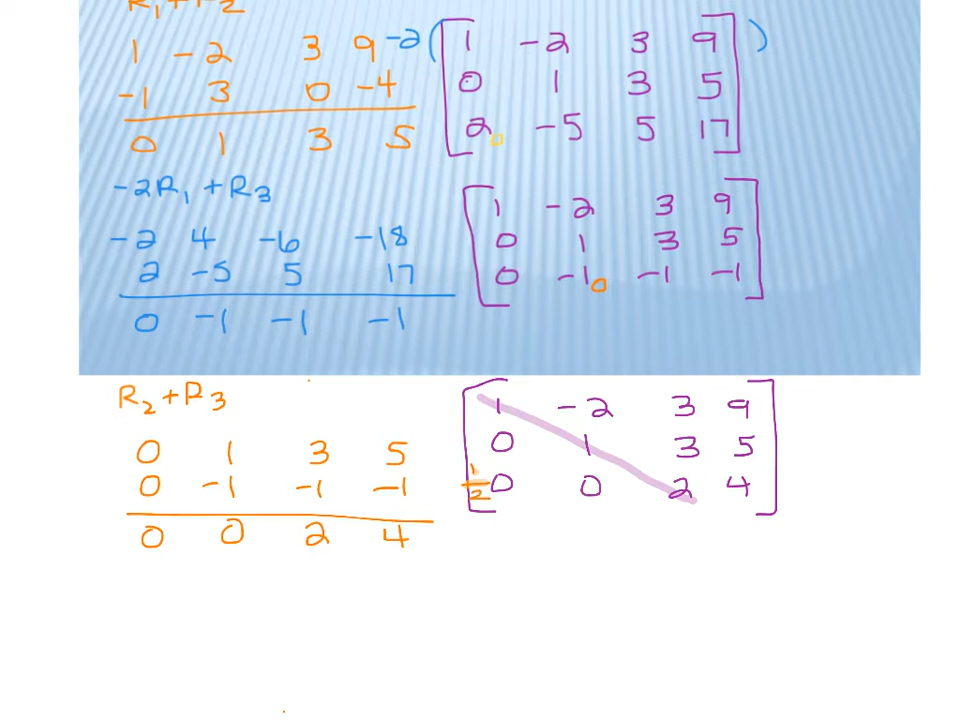 R1 + R2
1 -2 3 9
-1 3 0 -4
0 1 3 5
-2 ( [ 1 -2 3 9 ] )
0 1 3 5
2 0 -5 5 17
-2R1 + R3
-2 4 -6 -18
2 -5 5 17
0 -1 -1 -1
1 -2 3 9
0 1 3 5
0 -1 0 -1 -1
R2 + R3
0 1 3 5
0 -1 -1 -1
0 0 2 4
1 -2 3 9
0 1 3 5
1/2 0 0 2 4